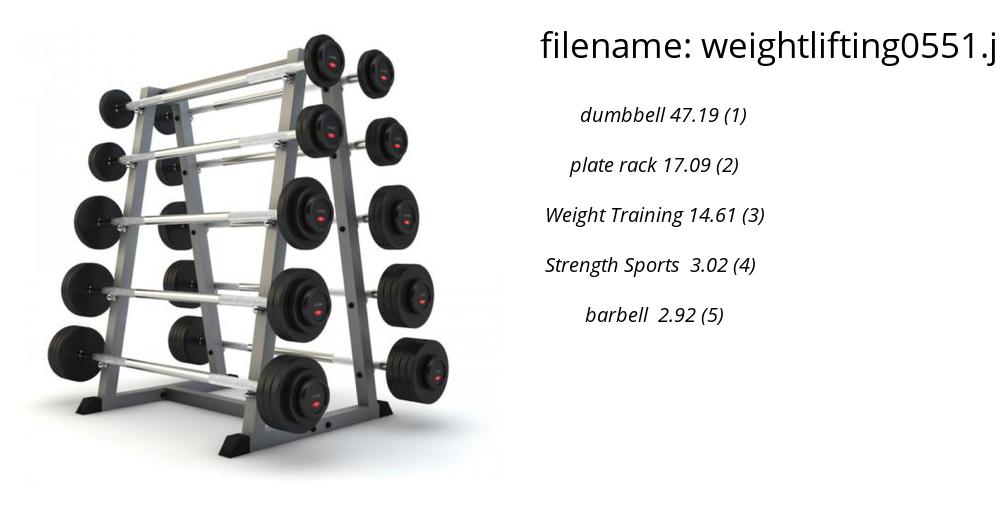 filename: weightlifting0551.j
dumbbell 47.19 (1)
plate rack 17.09 (2)
Weight Training 14.61 (3)
Strength Sports  3.02 (4)
barbell  2.92 (5)